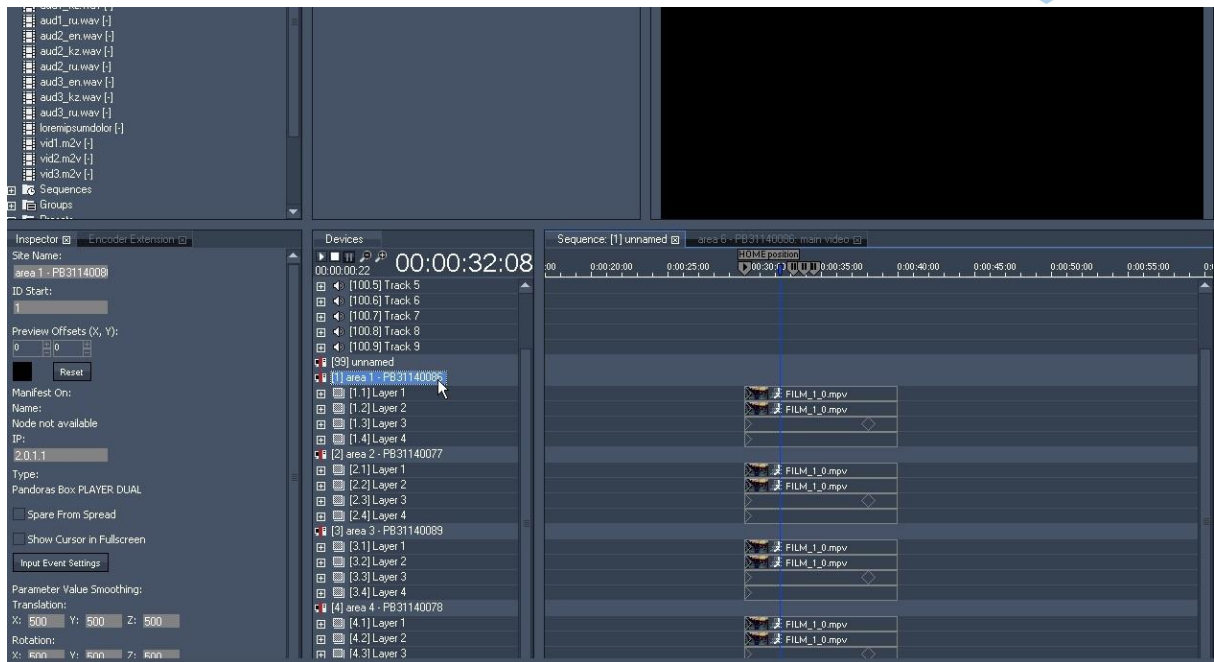 aud1_ru.wav [-]
aud2_en.wav [-]
aud2_kz.wav [-]
aud2_ru.wav [-]
aud3_en.wav [-]
aud3_kz.wav [-]
aud3_ru.wav [-]
loremipsumdolor [-]
vid1.m2v [-]
vid2.m2v [-]
vid3.m2v [-]
Sequences
Groups
Inspector
Encoder Extension
Site Name:
area 1 - PB3114008
ID Start:
1
Preview Offsets (X, Y):
0 0
Reset
Manifest On:
Name:
Node not available
IP:
2.0.1.1
Type:
Pandoras Box PLAYER DUAL
Spare From Spread
Show Cursor in Fullscreen
Input Event Settings
Parameter Value Smoothing:
Translation:
X: 500 Y: 500 Z: 500
Rotation:
X: 500 Y: 500 Z: 500
Devices
00:00:00:22 00:00:32:08
[100.5] Track 5
[100.6] Track 6
[100.7] Track 7
[100.8] Track 8
[100.9] Track 9
[99] unnamed
[1] area 1 - PB31140086
[1.1] Layer 1
[1.2] Layer 2
[1.3] Layer 3
[1.4] Layer 4
[2] area 2 - PB31140077
[2.1] Layer 1
[2.2] Layer 2
[2.3] Layer 3
[2.4] Layer 4
[3] area 3 - PB31140089
[3.1] Layer 1
[3.2] Layer 2
[3.3] Layer 3
[3.4] Layer 4
[4] area 4 - PB31140078
[4.1] Layer 1
[4.2] Layer 2
[4.3] Layer 3
Sequence: [1] unnamed
area 6 - PB31140086: main video
HOME position
:00 0:00:20:00 0:00:25:00 0:00:35:00 0:00:40:00 0:00:45:00 0:00:50:00 0:00:55:00
FILM_1_0.mpv
FILM_1_0.mpv
FILM_1_0.mpv
FILM_1_0.mpv
FILM_1_0.mpv
FILM_1_0.mpv
FILM_1_0.mpv
FILM_1_0.mpv